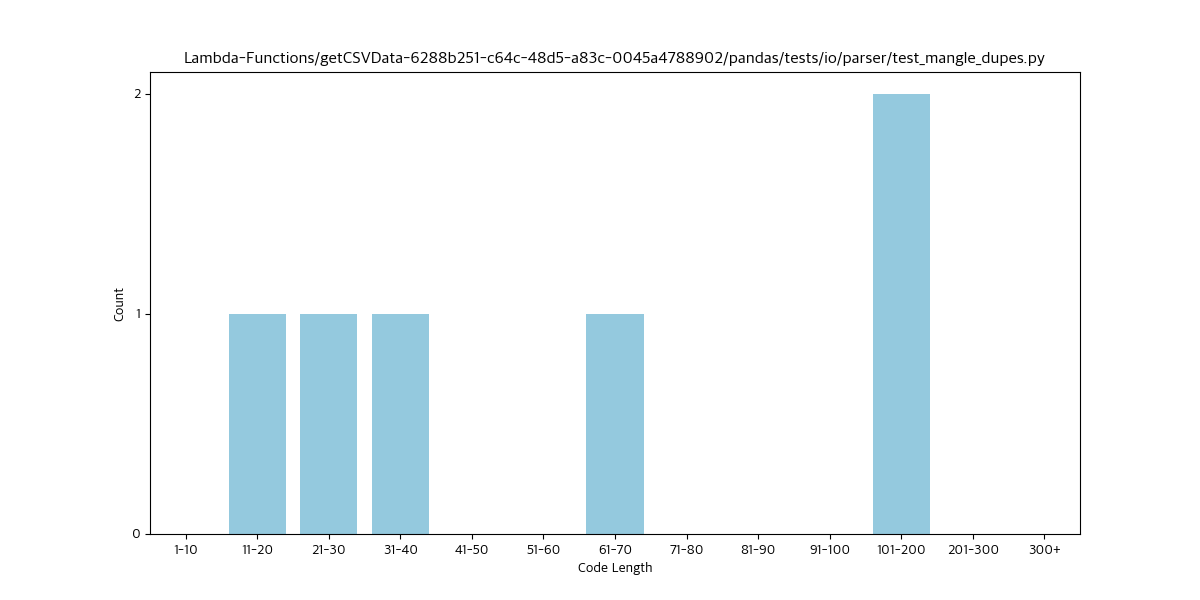 Lambda-Functions/getCSVData-6288b251-c64c-48d5-a83c-0045a4788902/pandas/tests/io/parser/test_mangle_dupes.py
2
1
0
Count
1-10 11-20 21-30 31-40 41-50 51-60 61-70 71-80 81-90 91-100 101-200 201-300 300+
Code Length